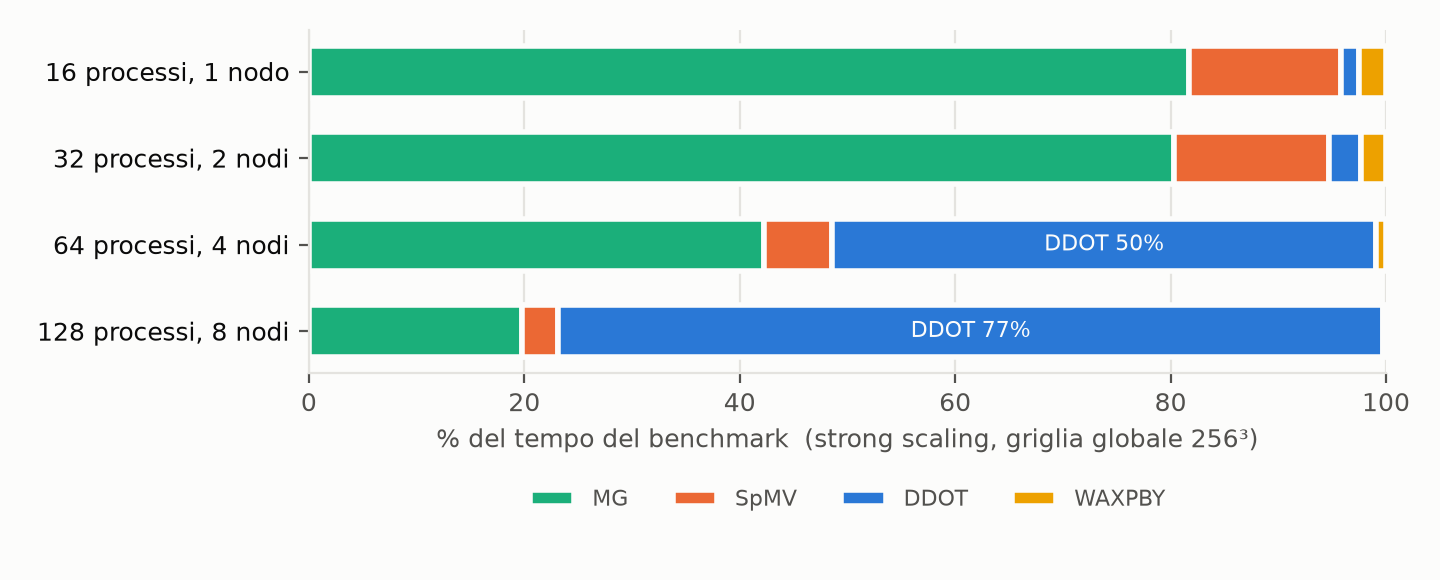 16 processi, 1 nodo
32 processi, 2 nodi
64 processi, 4 nodi
DDOT 50%
128 processi, 8 nodi
DDOT 77%
0 20 40 60 80 100
% del tempo del benchmark (strong scaling, griglia globale 256³)
MG SpMV DDOT WAXPBY